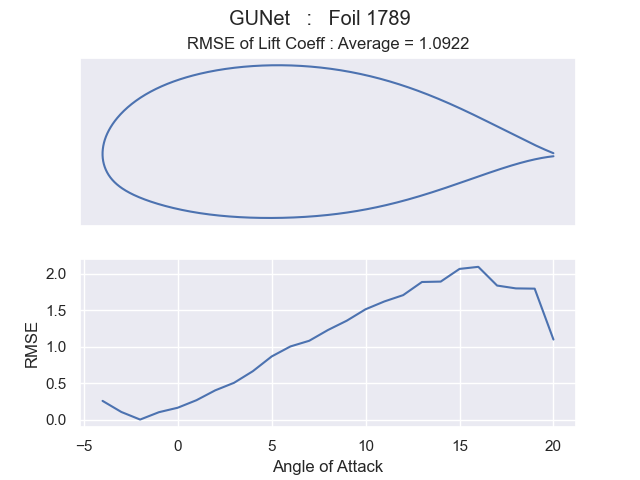 GUNet   :   Foil 1789
RMSE of Lift Coeff : Average = 1.0922
2.0
1.5
1.0
0.5
0.0
RMSE
−5 0 5 10 15 20
Angle of Attack